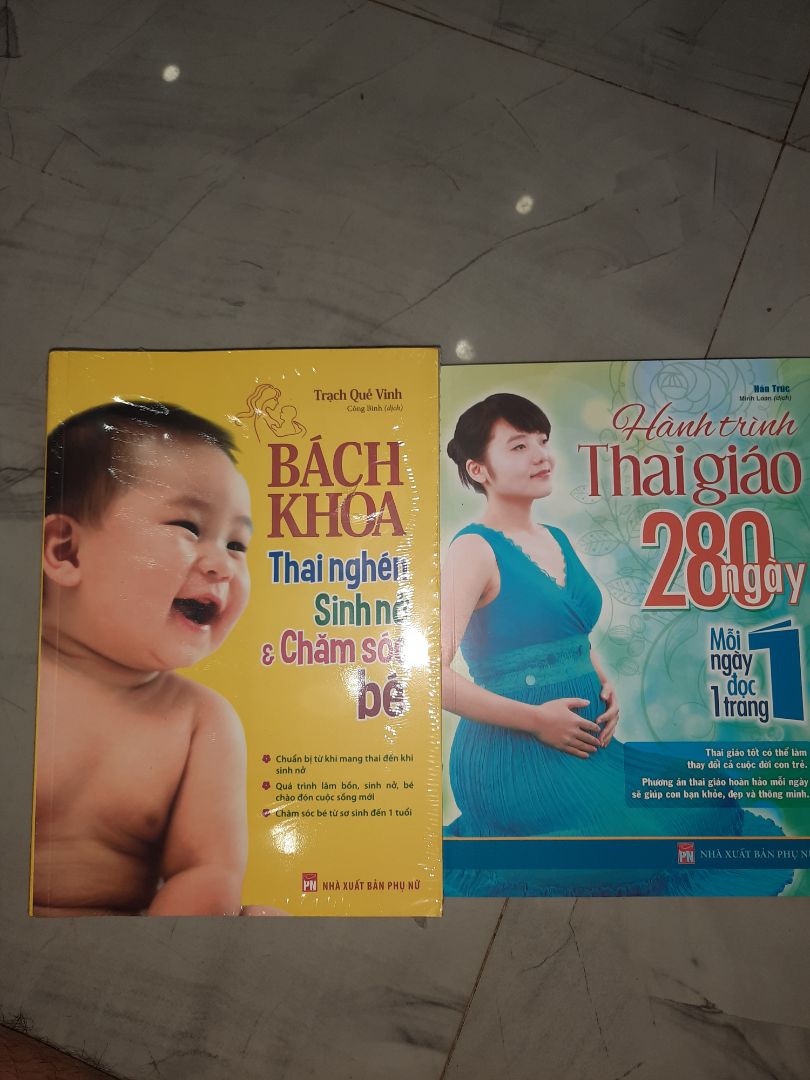 Trạch Quế Vinh
Công Bình (dịch)
BÁCH
KHOA
Thai nghén
Sinh nở
& Chăm sóc
bé
Chuẩn bị từ khi mang thai đến khi
sinh nở
Quá trình lâm bồn, sinh nở, bé
chào đón cuộc sống mới
Chăm sóc bé từ sơ sinh đến 1 tuổi
PN NHÀ XUẤT BẢN PHỤ NỮ
Hán Trúc
Minh Loan (dịch)
Hành trình
Thai giáo
280
ngày
Mỗi
ngày
đọc
1 trang
1
Thai giáo tốt có thể làm
thay đổi cả cuộc đời con trẻ.
Phương án thai giáo hoàn hảo mỗi ngày
sẽ giúp con bạn khỏe, đẹp và thông minh.
PN NHÀ XUẤT BẢN PHỤ